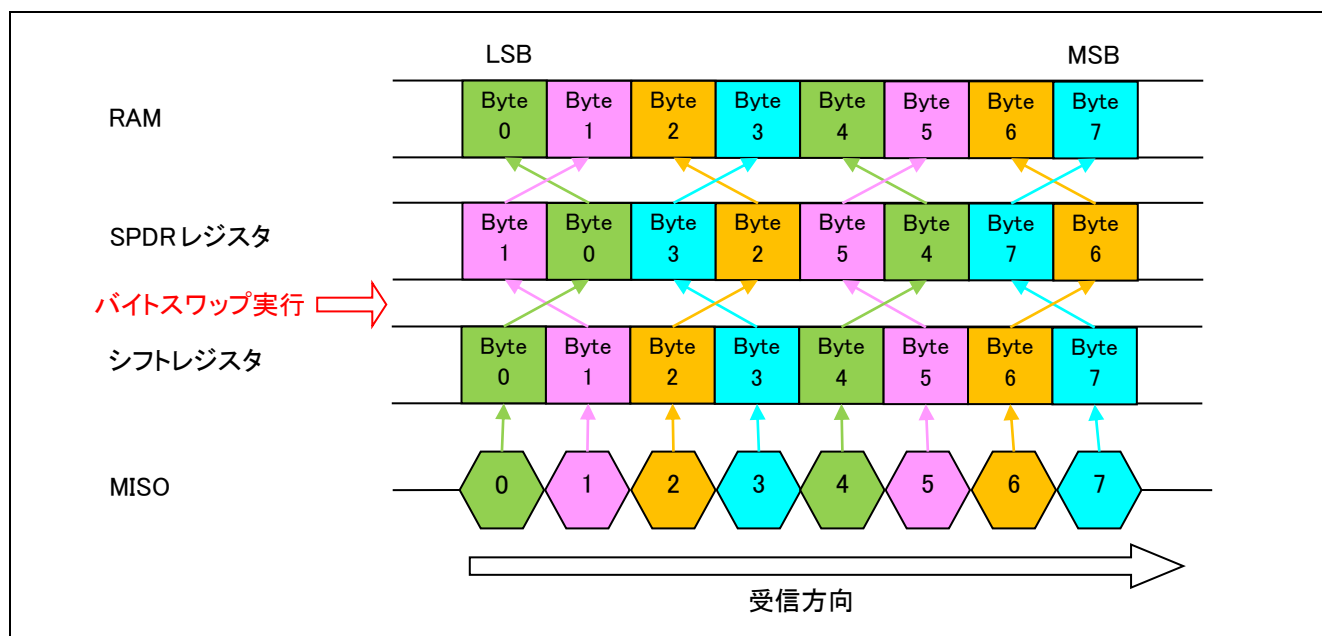 LSB MSB
RAM
Byte Byte Byte Byte Byte Byte Byte Byte
0 1 2 3 4 5 6 7
SPDRレジスタ
Byte Byte Byte Byte Byte Byte Byte Byte
1 0 3 2 5 4 7 6
バイトスワップ実行
シフトレジスタ
Byte Byte Byte Byte Byte Byte Byte Byte
0 1 2 3 4 5 6 7
MISO
0 1 2 3 4 5 6 7
受信方向